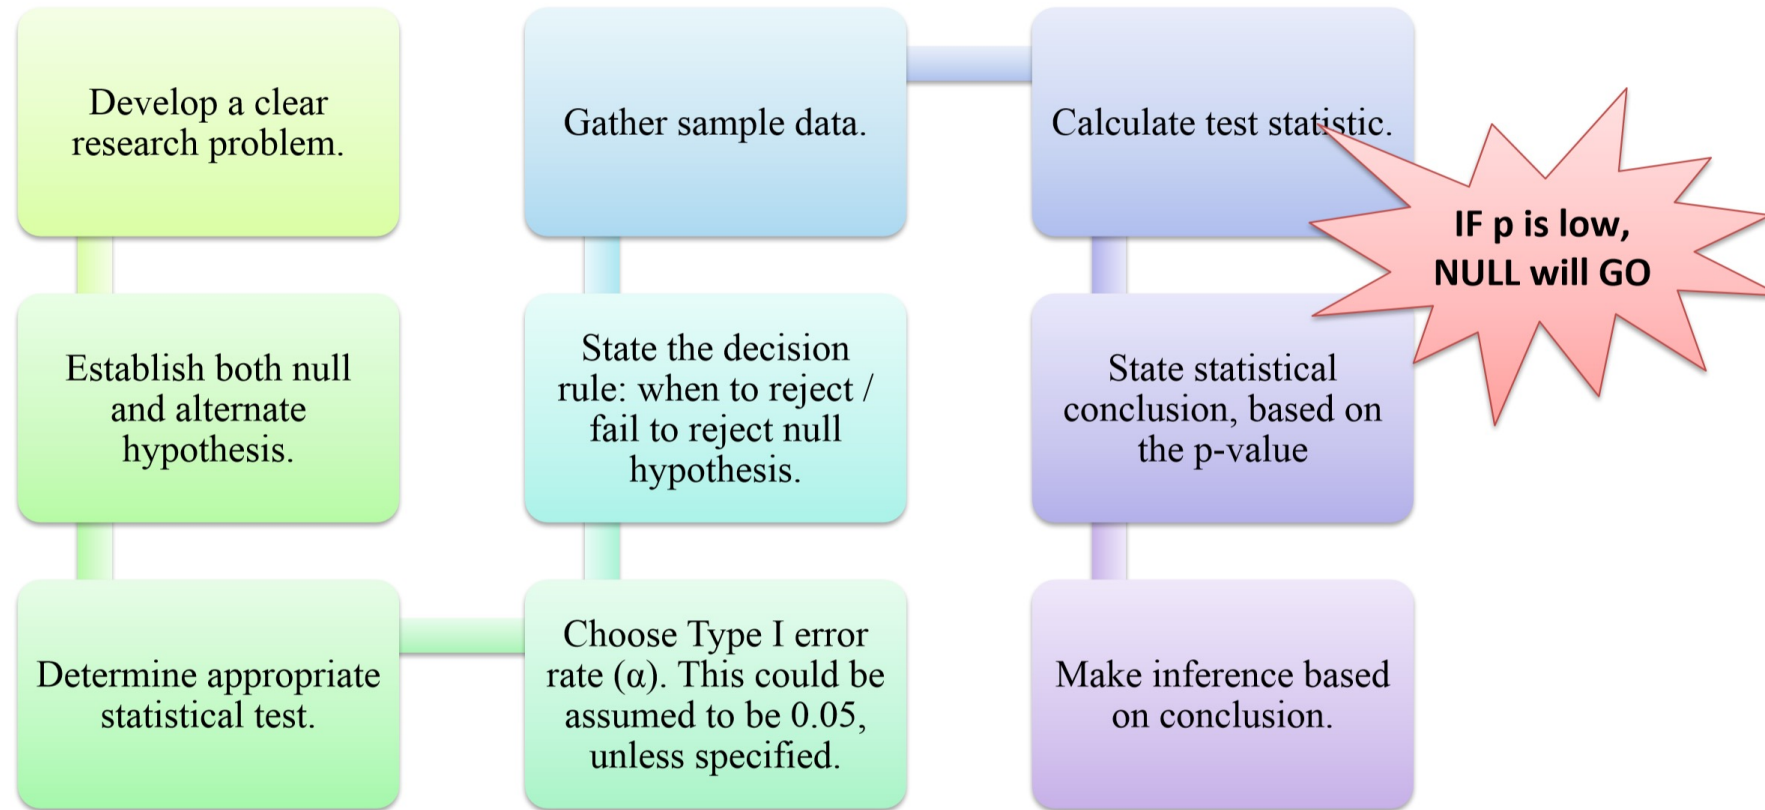 Develop a clear
research problem.
Establish both null
and alternate
hypothesis.
Determine appropriate
statistical test.
Choose Type I error
rate (α). This could be
assumed to be 0.05,
unless specified.
State the decision
rule: when to reject /
fail to reject null
hypothesis.
Gather sample data.
Calculate test statistic.
IF p is low,
NULL will GO
State statistical
conclusion, based on
the p-value
Make inference based
on conclusion.